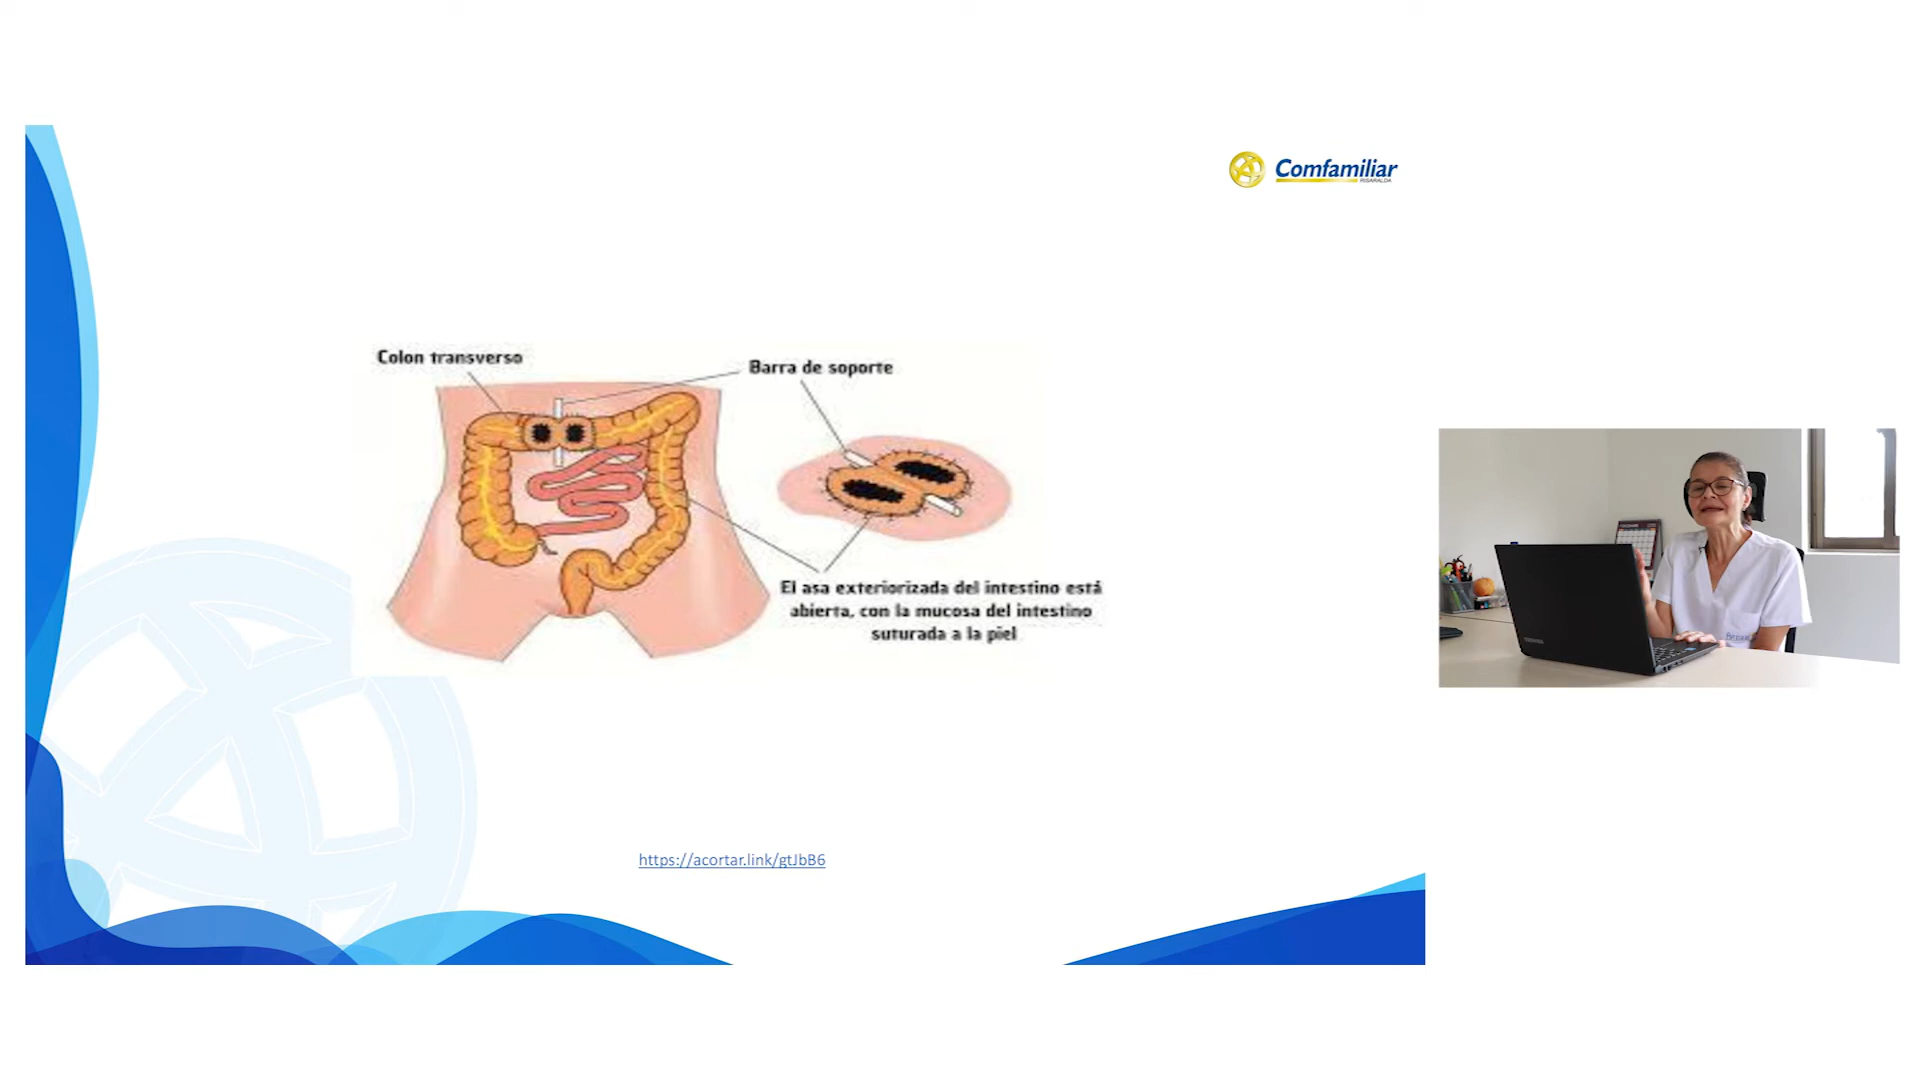 Comfamiliar
RISARALDA
Colon transverso
Barra de soporte
El asa exteriorizada del intestino está
abierta, con la mucosa del intestino
suturada a la piel
https://acortar.link/gtJbB6